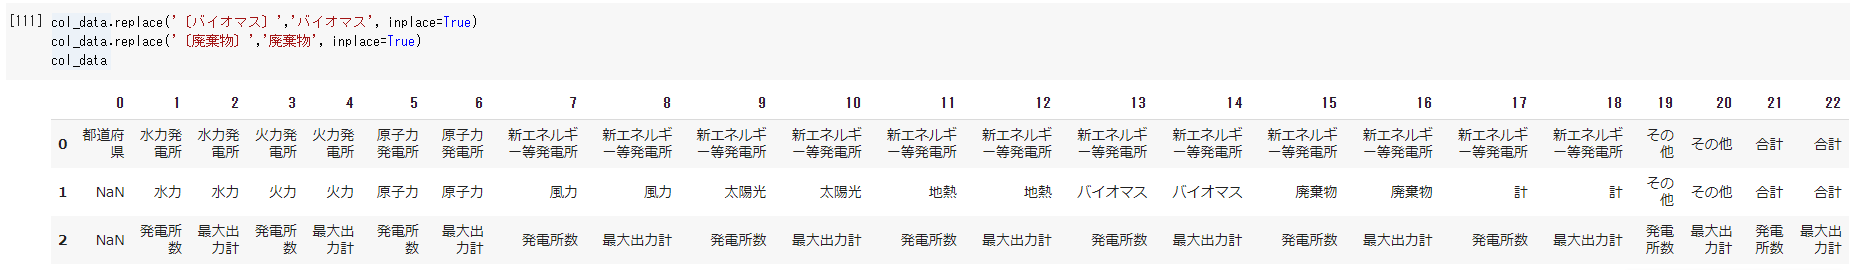 [111] col_data.replace('〔バイオマス〕','バイオマス', inplace=True)
col_data.replace('〔廃棄物〕','廃棄物', inplace=True)
col_data
0 1 2 3 4 5 6 7 8 9 10 11 12 13 14 15 16 17 18 19 20 21 22
0 都道府県 水力発電所 水力発電所 火力発電所 火力発電所 原子力発電所 原子力発電所 新エネルギー等発電所 新エネルギー等発電所 新エネルギー等発電所 新エネルギー等発電所 新エネルギー等発電所 新エネルギー等発電所 新エネルギー等発電所 新エネルギー等発電所 新エネルギー等発電所 新エネルギー等発電所 新エネルギー等発電所 新エネルギー等発電所 その他 その他 合計 合計
1 NaN 水力 水力 火力 火力 原子力 原子力 風力 風力 太陽光 太陽光 地熱 地熱 バイオマス バイオマス 廃棄物 廃棄物 計 計 その他 その他 合計 合計
2 NaN 発電所数 最大出力計 発電所数 最大出力計 発電所数 最大出力計 発電所数 最大出力計 発電所数 最大出力計 発電所数 最大出力計 発電所数 最大出力計 発電所数 最大出力計 発電所数 最大出力計 発電所数 最大出力計 発電所数 最大出力計